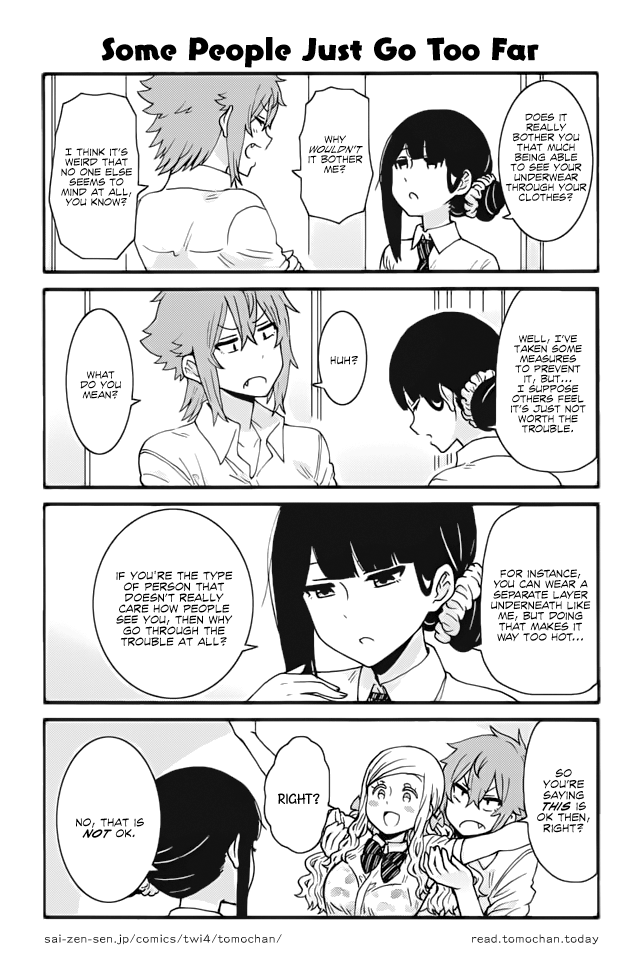 Some People Just Go Too Far
DOES IT
REALLY
BOTHER YOU
THAT MUCH
BEING ABLE
TO SEE YOUR
UNDERWEAR
THROUGH YOUR
CLOTHES?
WHY
WOULDN'T
IT BOTHER
ME?
I THINK IT'S
WEIRD THAT
NO ONE ELSE
SEEMS TO
MIND AT ALL,
YOU KNOW?
WELL, I'VE
TAKEN SOME
MEASURES
TO PREVENT
IT, BUT...
I SUPPOSE
OTHERS FEEL
IT'S JUST NOT
WORTH THE
TROUBLE.
HUH?
WHAT
DO YOU
MEAN?
FOR INSTANCE,
YOU CAN WEAR A
SEPARATE LAYER
UNDERNEATH LIKE
ME, BUT DOING
THAT MAKES IT
WAY TOO HOT...
IF YOU'RE THE TYPE
OF PERSON THAT
DOESN'T REALLY
CARE HOW PEOPLE
SEE YOU, THEN WHY
GO THROUGH THE
TROUBLE AT ALL?
SO
YOU'RE
SAYING
THIS IS
OK THEN,
RIGHT?
RIGHT?
NO, THAT IS
NOT OK.
sai-zen-sen.jp/comics/twi4/tomochan/
read.tomochan.today